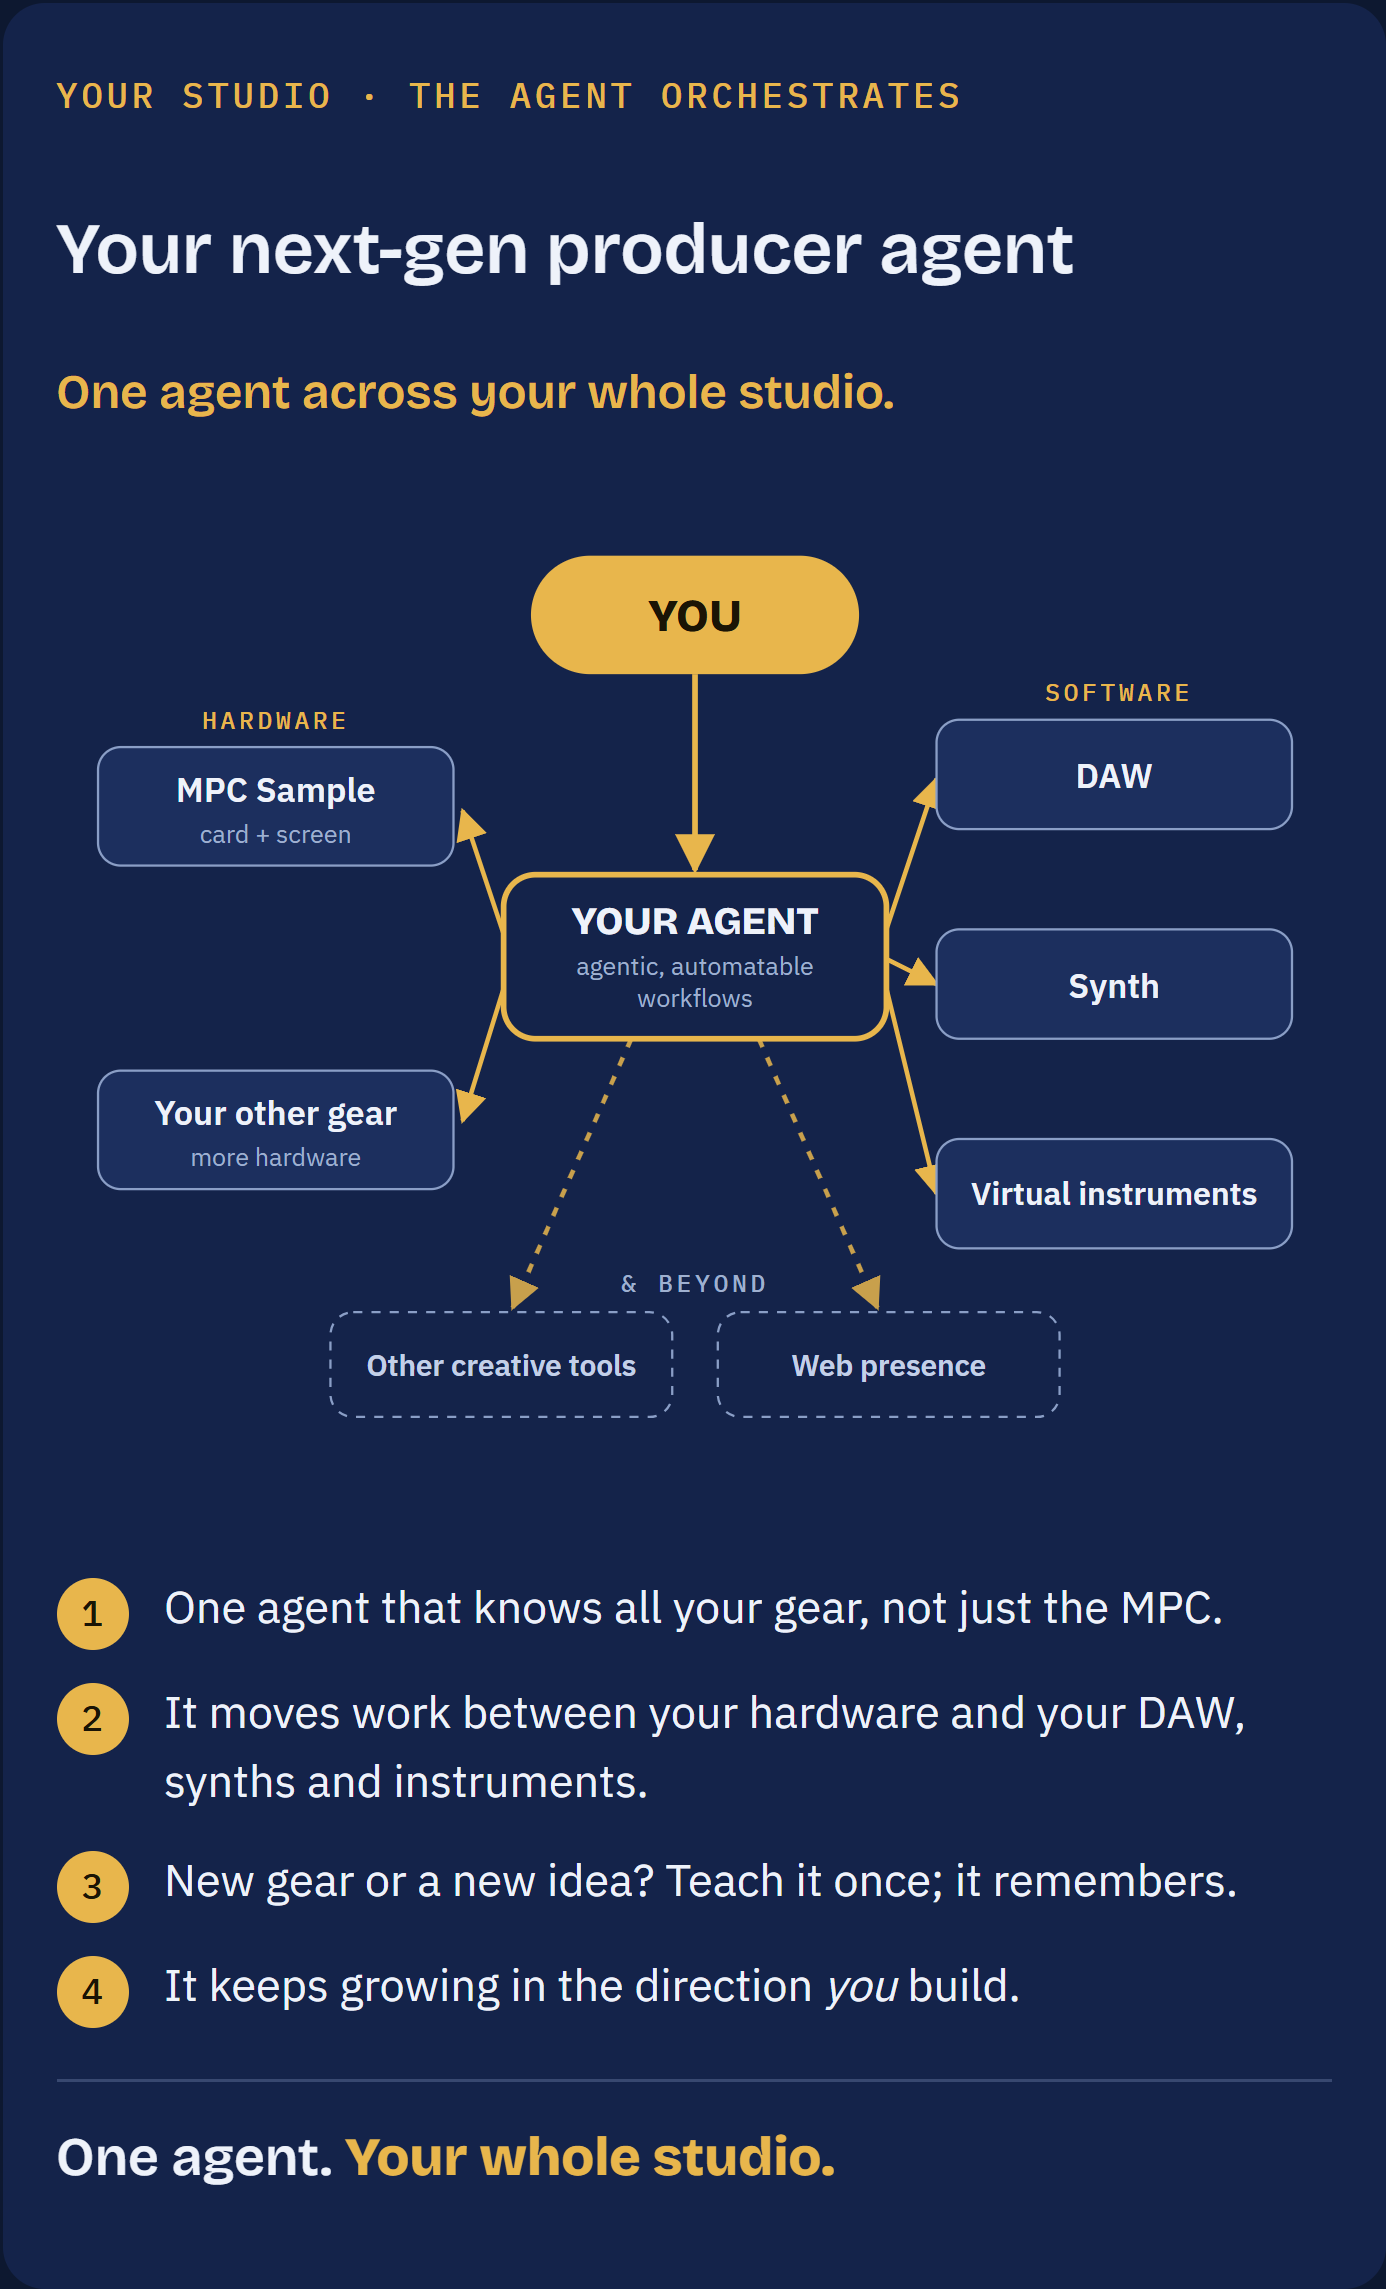 YOUR STUDIO · THE AGENT ORCHESTRATES
Your next-gen producer agent
One agent across your whole studio.
YOU
HARDWARE
MPC Sample
card + screen
Your other gear
more hardware
YOUR AGENT
agentic, automatable
workflows
SOFTWARE
DAW
Synth
Virtual instruments
& BEYOND
Other creative tools
Web presence
1 One agent that knows all your gear, not just the MPC.
2 It moves work between your hardware and your DAW,
synths and instruments.
3 New gear or a new idea? Teach it once; it remembers.
4 It keeps growing in the direction you build.
One agent. Your whole studio.